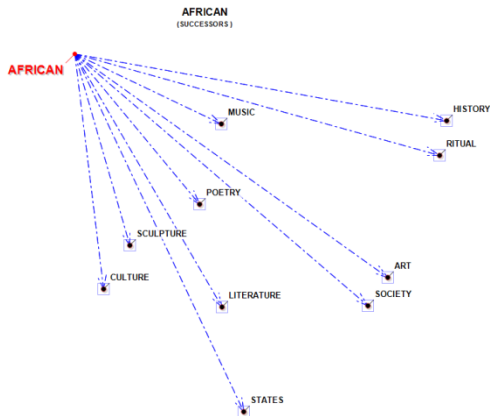 AFRICAN
(SUCCESSORS)
AFRICAN
MUSIC
HISTORY
RITUAL
POETRY
SCULPTURE
ART
CULTURE
LITERATURE
SOCIETY
STATES